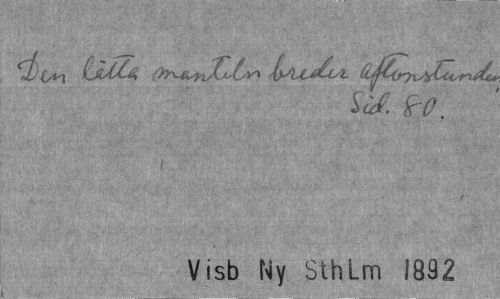 Den lätta manteln breder aftonstunden,
Sid. 80.
Visb Ny SthLm 1892